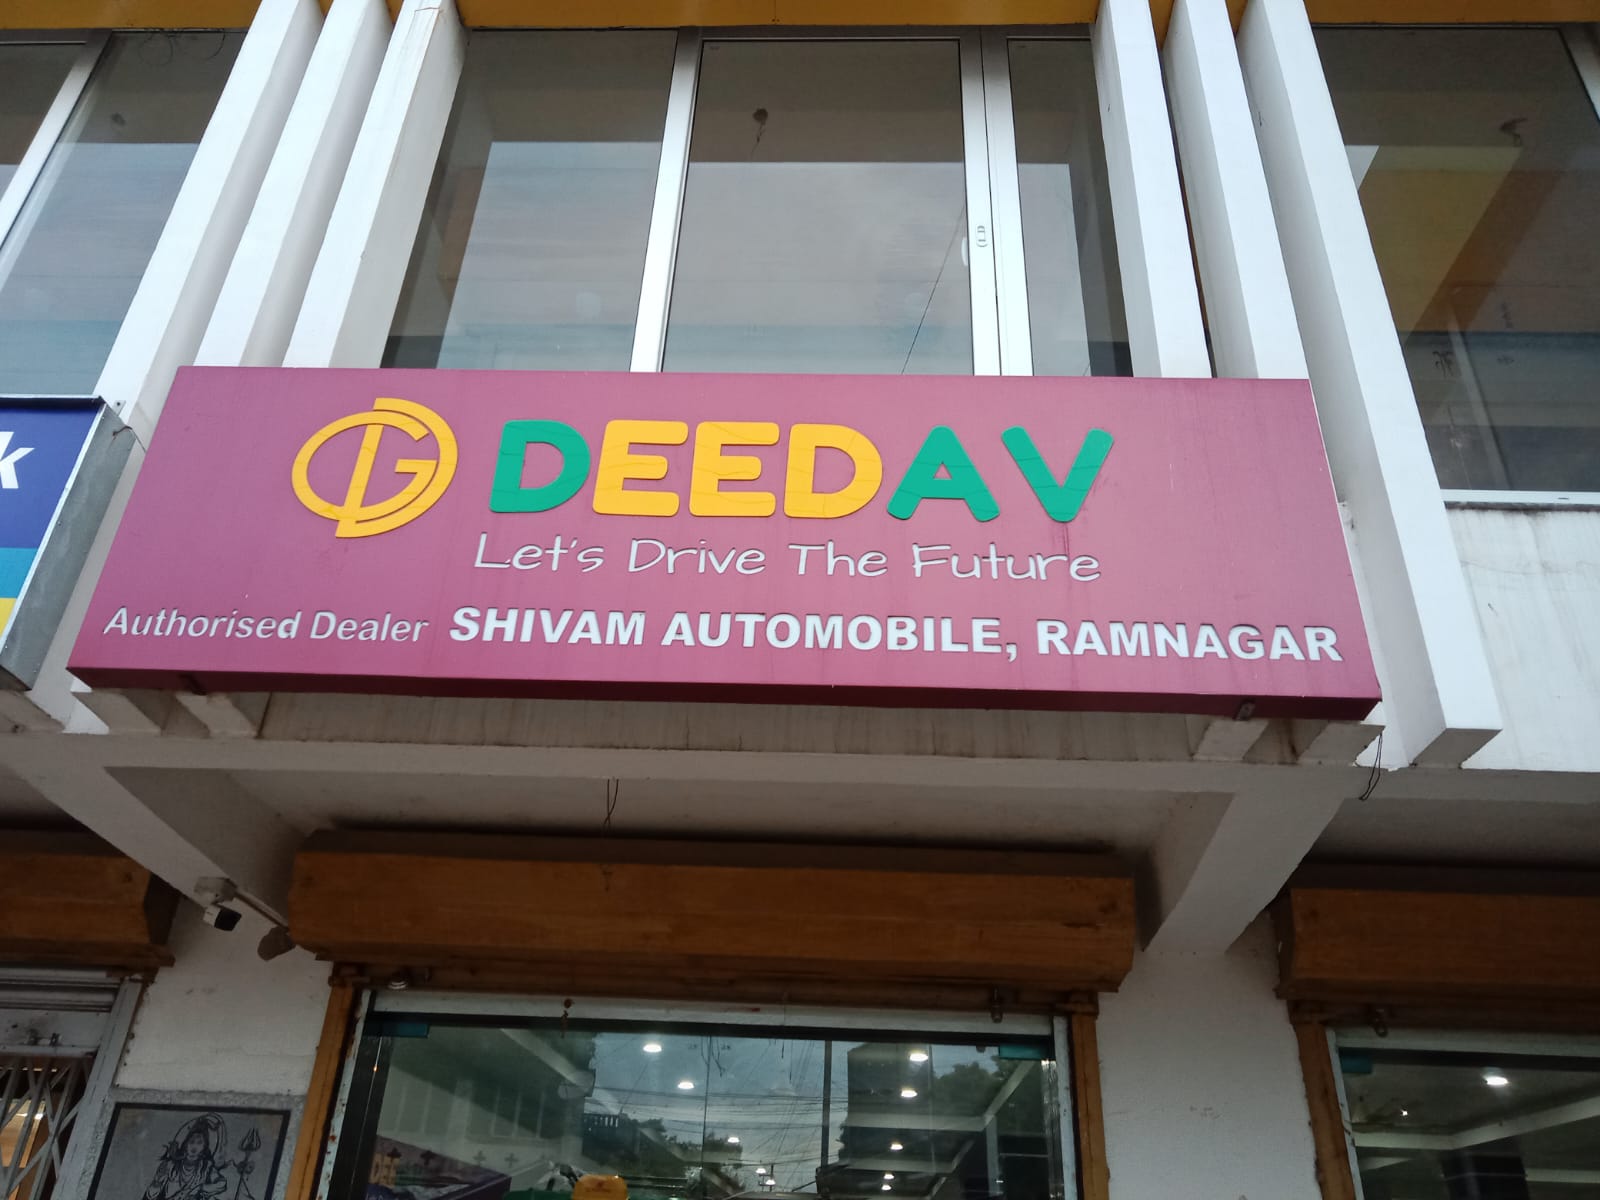 DEEDAV
Let's Drive The Future
Authorised Dealer SHIVAM AUTOMOBILE, RAMNAGAR
k